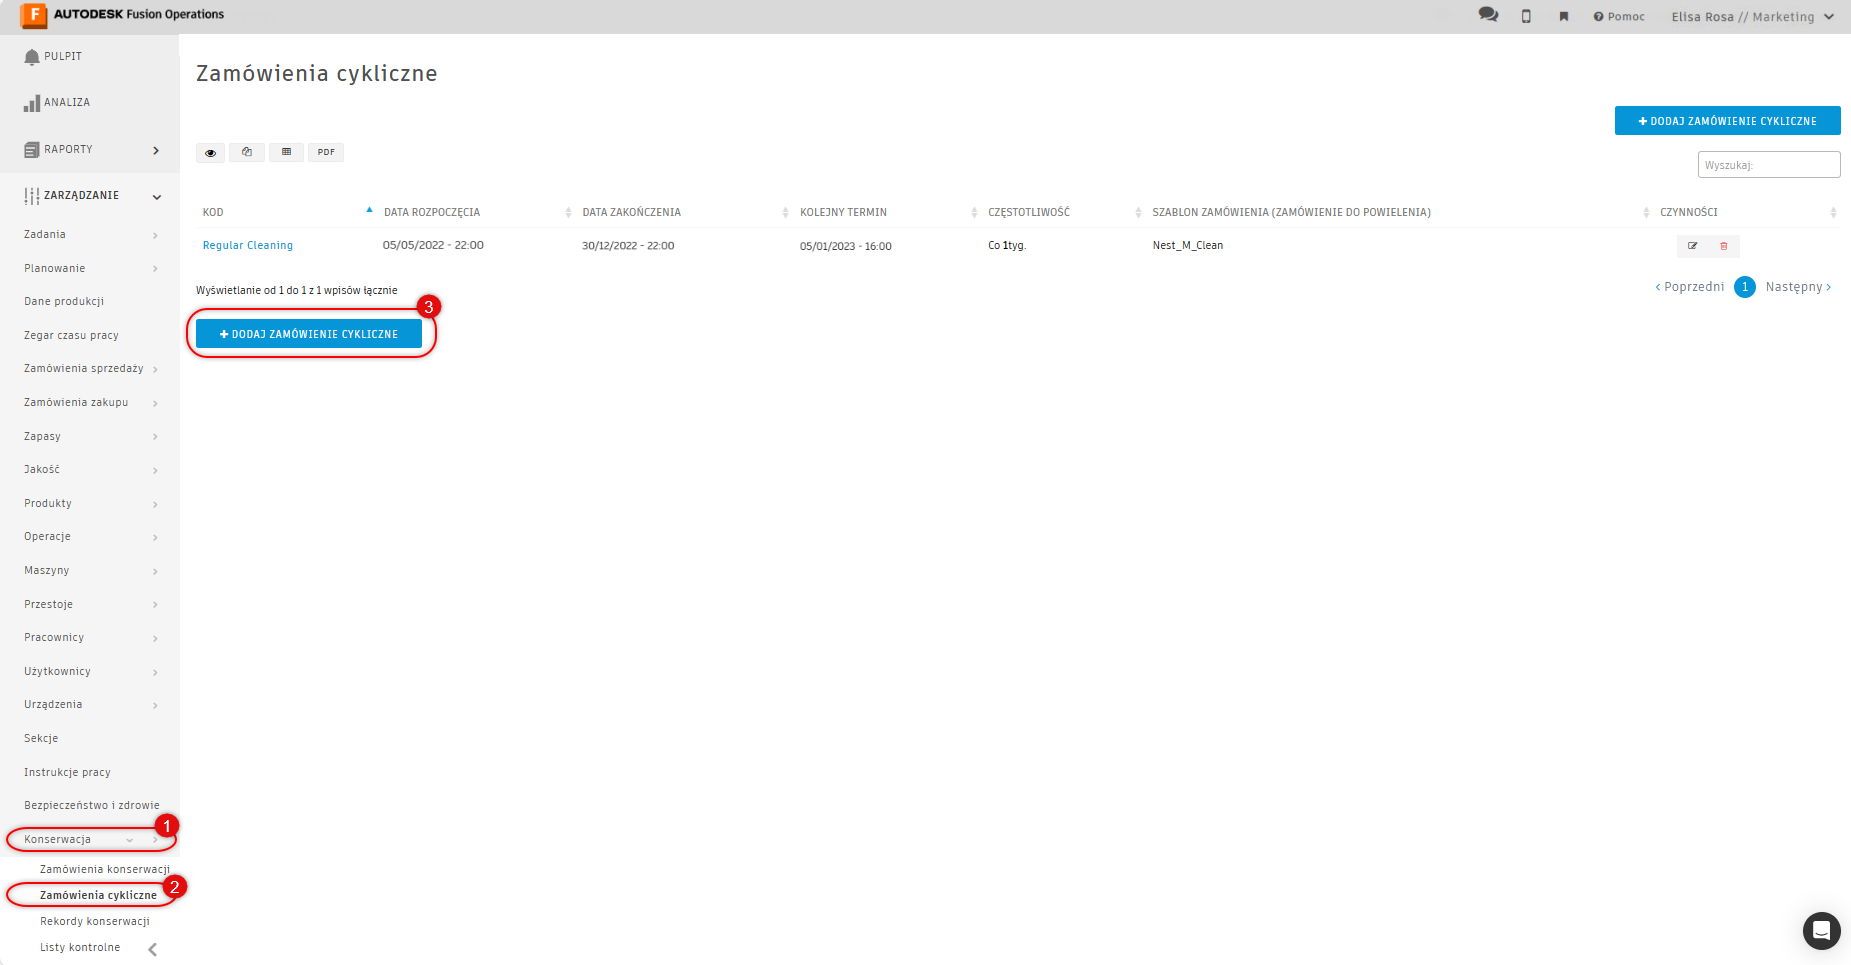 F AUTODESK Fusion Operations
Pomoc
Elisa Rosa // Marketing
PULPIT
ANALIZA
RAPORTY
ZARZĄDZANIE
Zadania
Planowanie
Dane produkcji
Zegar czasu pracy
Zamówienia sprzedaży
Zamówienia zakupu
Zapasy
Jakość
Produkty
Operacje
Maszyny
Przestoje
Pracownicy
Użytkownicy
Urządzenia
Sekcje
Instrukcje pracy
Bezpieczeństwo i zdrowie
1
Konserwacja
Zamówienia konserwacji
2
Zamówienia cykliczne
Rekordy konserwacji
Listy kontrolne
Zamówienia cykliczne
+ DODAJ ZAMÓWIENIE CYKLICZNE
PDF
Wyszukaj:
KOD DATA ROZPOCZĘCIA DATA ZAKOŃCZENIA KOLEJNY TERMIN CZĘSTOTLIWOŚĆ SZABLON ZAMÓWIENIA (ZAMÓWIENIE DO POWIELENIA) CZYNNOŚCI
Regular Cleaning 05/05/2022 - 22:00 30/12/2022 - 22:00 05/01/2023 - 16:00 Co 1tyg. Nest_M_Clean
Wyświetlanie od 1 do 1 z 1 wpisów łącznie
‹ Poprzedni 1 Następny ›
3
+ DODAJ ZAMÓWIENIE CYKLICZNE